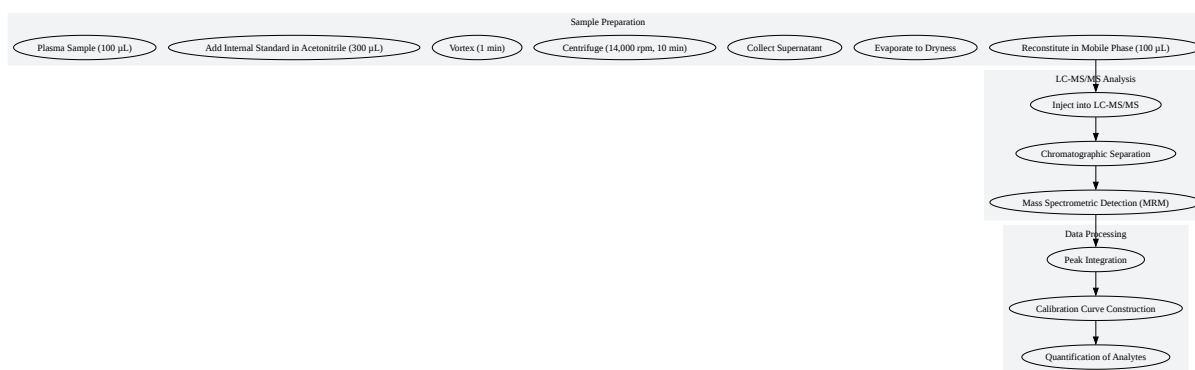 Sample Preparation
Plasma Sample (100 µL)
Add Internal Standard in Acetonitrile (300 µL)
Vortex (1 min)
Centrifuge (14,000 rpm, 10 min)
Collect Supernatant
Evaporate to Dryness
Reconstitute in Mobile Phase (100 µL)
LC-MS/MS Analysis
Inject into LC-MS/MS
Chromatographic Separation
Mass Spectrometric Detection (MRM)
Data Processing
Peak Integration
Calibration Curve Construction
Quantification of Analytes